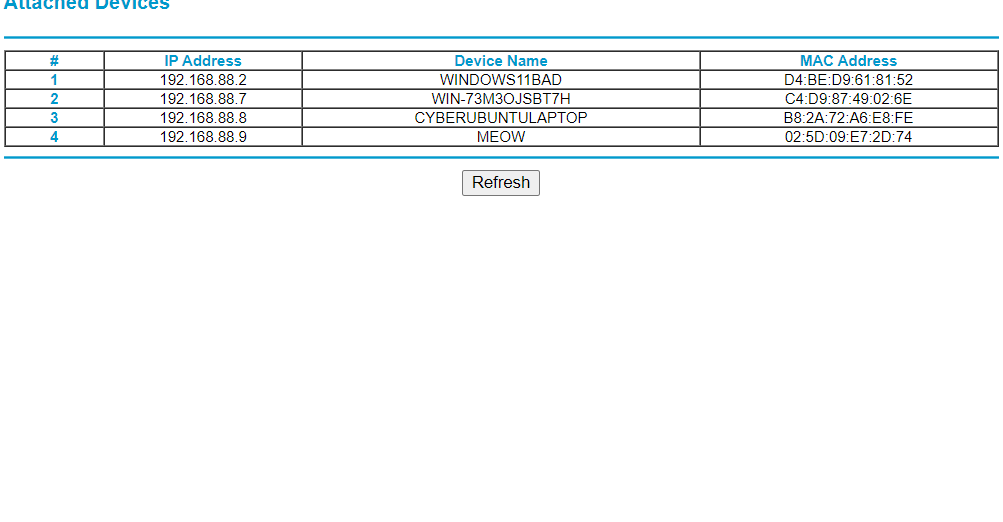 Attached Devices
# IP Address Device Name MAC Address
1 192.168.88.2 WINDOWS11BAD D4:BE:D9:61:81:52
2 192.168.88.7 WIN-73M3OJSBT7H C4:D9:87:49:02:6E
3 192.168.88.8 CYBERUBUNTULAPTOP B8:2A:72:A6:E8:FE
4 192.168.88.9 MEOW 02:5D:09:E7:2D:74
Refresh